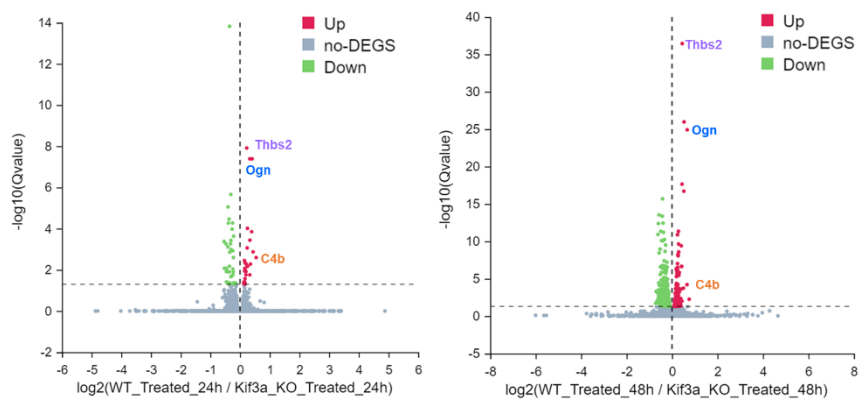 14
12
10
8
6
4
2
0
-2
-log10(Qvalue)
Up
no-DEGS
Down
Thbs2
Ogn
C4b
-6 -5 -4 -3 -2 -1 0 1 2 3 4 5 6
log2(WT_Treated_24h / Kif3a_KO_Treated_24h)
40
35
30
25
20
15
10
5
0
-5
-log10(Qvalue)
Up
no-DEGS
Down
Thbs2
Ogn
C4b
-8 -6 -4 -2 0 2 4 6 8
log2(WT_Treated_48h / Kif3a_KO_Treated_48h)